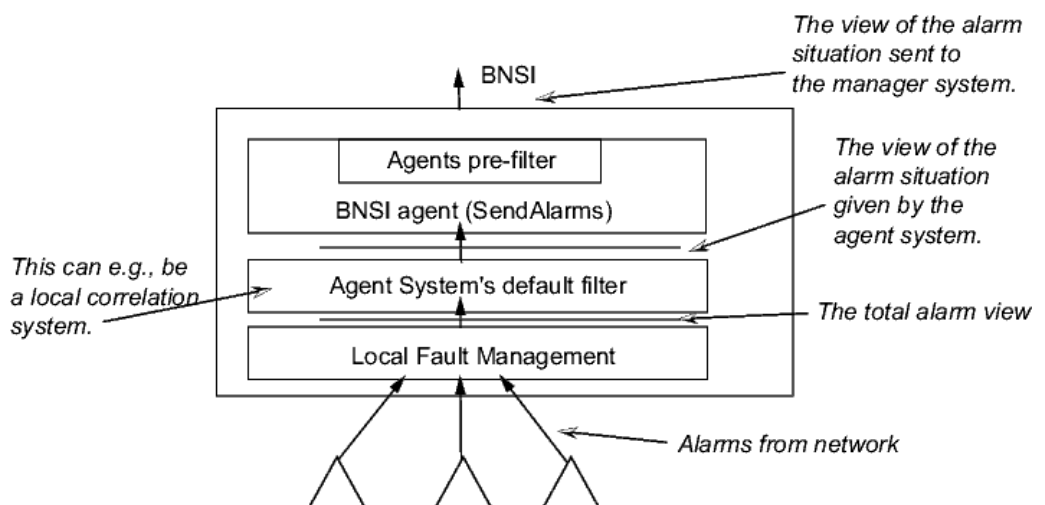 The view of the alarm
situation sent to
the manager system.
BNSI
Agents pre-filter
BNSI agent (SendAlarms)
The view of the
alarm situation
given by the
agent system.
This can e.g., be
a local correlation
system.
Agent System's default filter
The total alarm view
Local Fault Management
Alarms from network